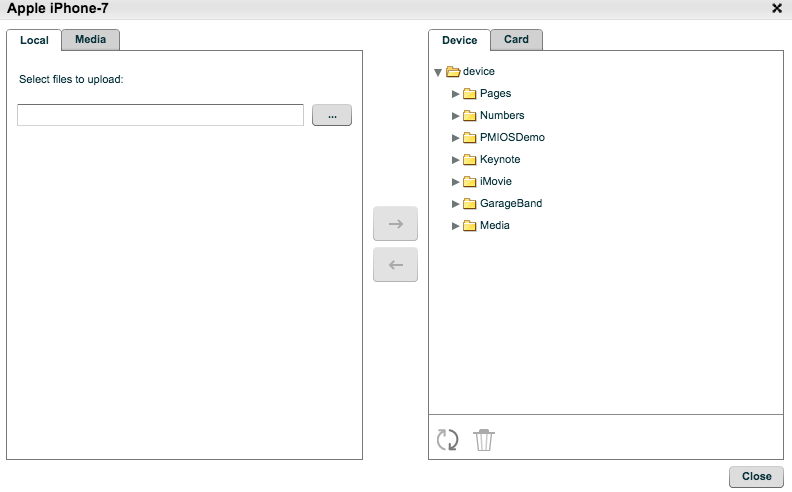 Apple iPhone-7
Local Media
Select files to upload:
...
Device Card
device
Pages
Numbers
PMIOSDemo
Keynote
iMovie
GarageBand
Media
Close